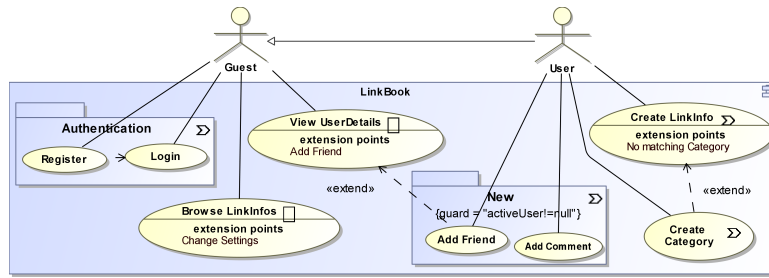 Guest
User
LinkBook
Authentication
Register
Login
View UserDetails
extension points
Add Friend
Create LinkInfo
extension points
No matching Category
«extend»
«extend»
New
{guard = "activeUser!=null"}
Browse LinkInfos
extension points
Change Settings
Add Friend
Add Comment
Create
Category